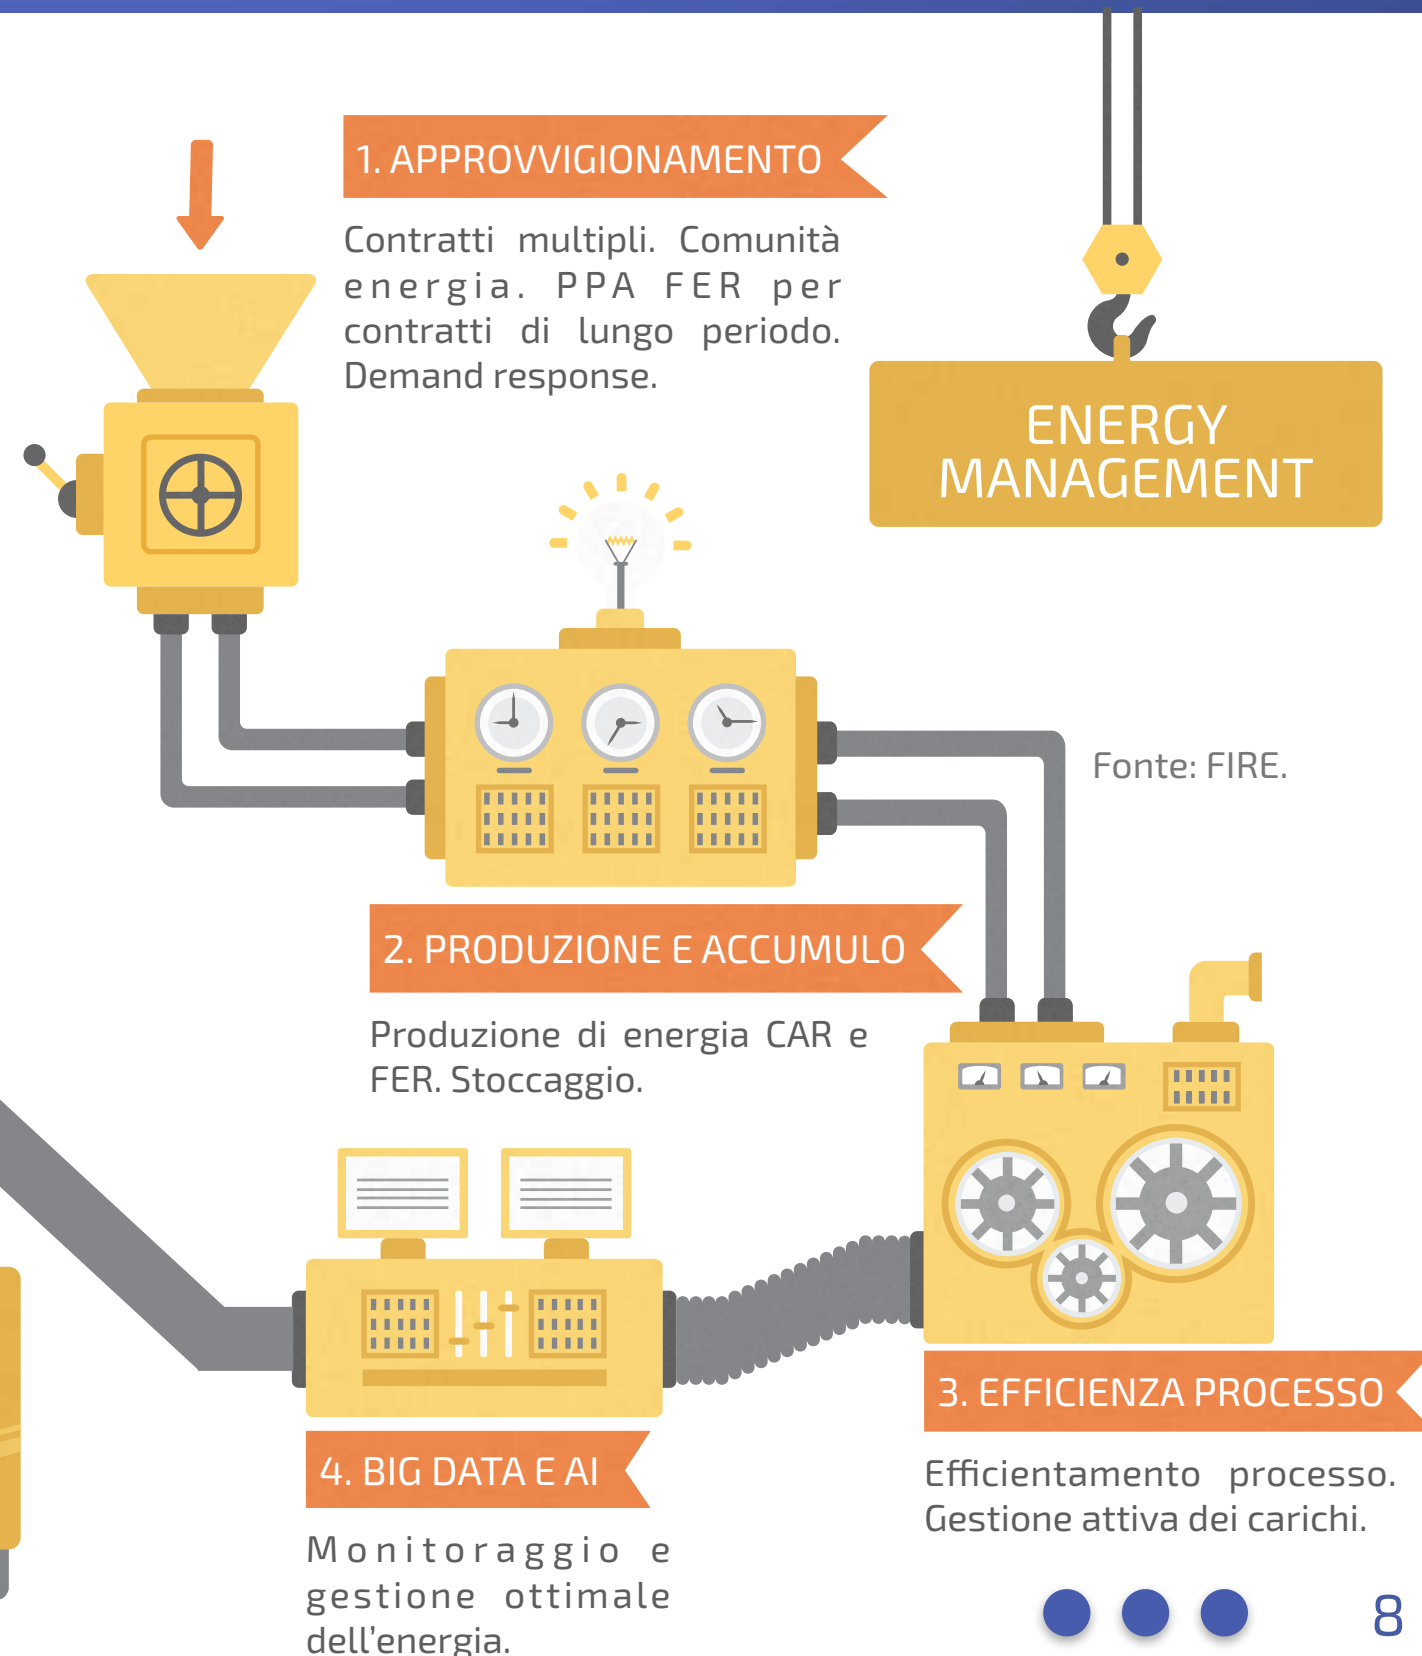 1. APPROVVIGIONAMENTO
Contratti multipli. Comunità
energia. PPA FER per
contratti di lungo periodo.
Demand response.
ENERGY
MANAGEMENT
Fonte: FIRE.
2. PRODUZIONE E ACCUMULO
Produzione di energia CAR e
FER. Stoccaggio.
3. EFFICIENZA PROCESSO
Efficientamento processo.
Gestione attiva dei carichi.
4. BIG DATA E AI
Monitoraggio e
gestione ottimale
dell’energia.
8